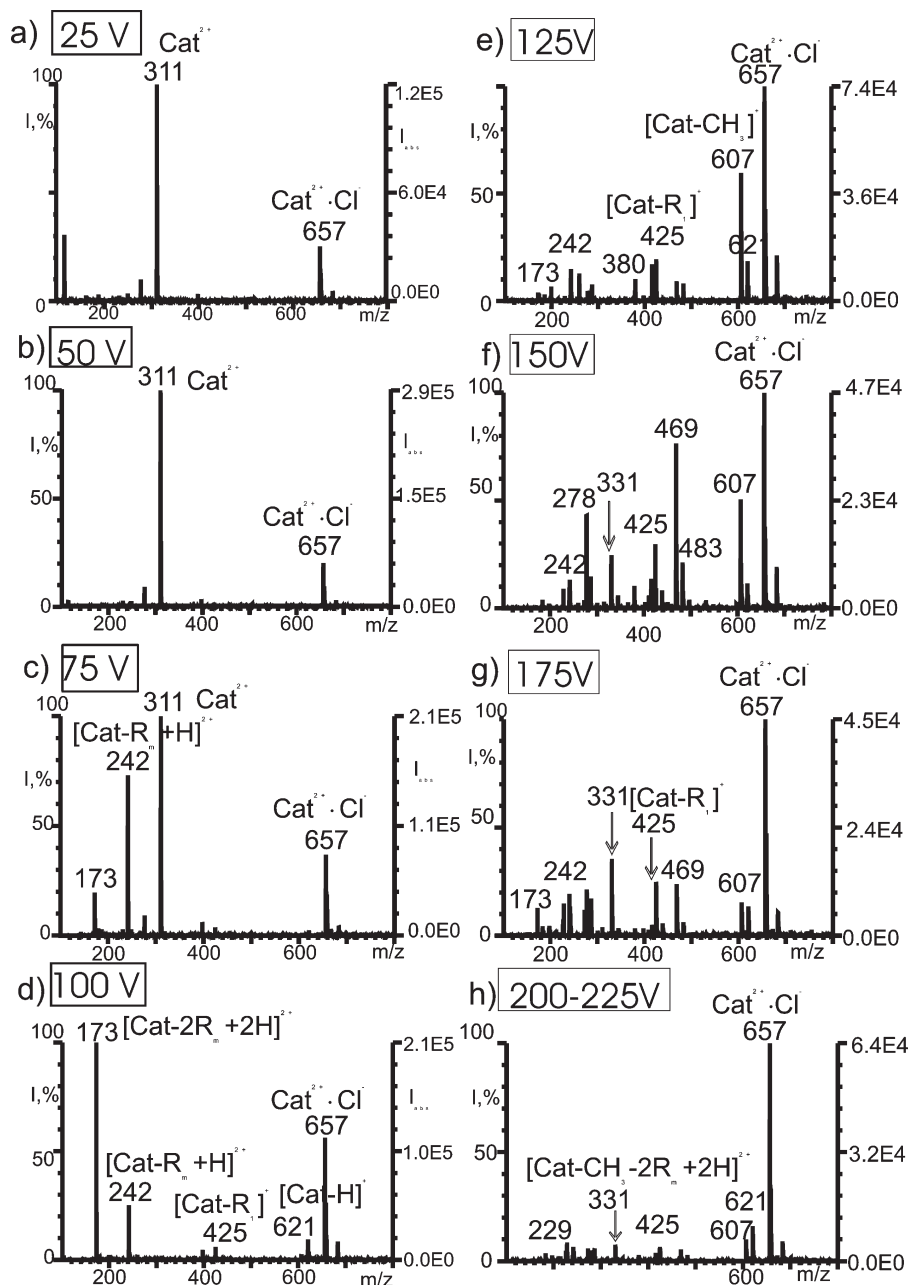 a) 25 V
Cat²⁺
311
100
I,%
0
200 400 600 m/z
Cat²⁺·Cl⁻
657
1.2E5
I abs
6.0E4
0.0E0
b) 50 V
311 Cat²⁺
100
I,%
50
0
200 400 600 m/z
Cat²⁺·Cl⁻
657
2.9E5
I abs
1.5E5
0.0E0
c) 75 V
311 Cat²⁺
100
[Cat-Rₘ+H]²⁺
242
I,%
50
173
0
200 400 600 m/z
Cat²⁺·Cl⁻
657
2.1E5
I abs
1.1E5
0.0E0
d) 100 V
100
173 [Cat-2Rₘ+2H]²⁺
I,%
50
[Cat-Rₘ+H]²⁺
242
[Cat-R₁]⁺
425
[Cat-H]⁺
621
Cat²⁺·Cl⁻
657
0
200 400 600 m/z
2.1E5
I abs
1.0E5
0.0E0
e) 125V
Cat²⁺·Cl⁻
657
I,%
[Cat-CH₃]⁺
607
50
[Cat-R₁]⁺
425
621
242
380
173
0
200 400 600 m/z
7.4E4
3.6E4
0.0E0
f) 150V
Cat²⁺·Cl⁻
657
100
I,%
469
278 331
607
50
425
483
242
0
200 400 600 m/z
4.7E4
2.3E4
0.0E0
g) 175V
Cat²⁺·Cl⁻
657
100
I,%
331 [Cat-R₁]⁺
425
50
242
469
173
607
0
200 400 600 m/z
4.5E4
2.4E4
0.0E0
h) 200-225V
Cat²⁺·Cl⁻
657
100
I,%
50
[Cat-CH₃-2Rₘ+2H]²⁺
331
229
425
621
607
0
200 400 600 m/z
6.4E4
3.2E4
0.0E0